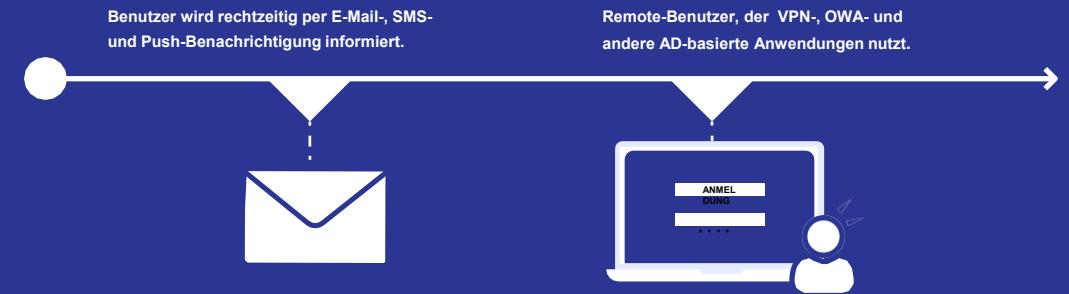 Benutzer wird rechtzeitig per E-Mail-, SMS-
und Push-Benachrichtigung informiert.
Remote-Benutzer, der VPN-, OWA- und
andere AD-basierte Anwendungen nutzt.
ANMEL
DUNG
* * * *